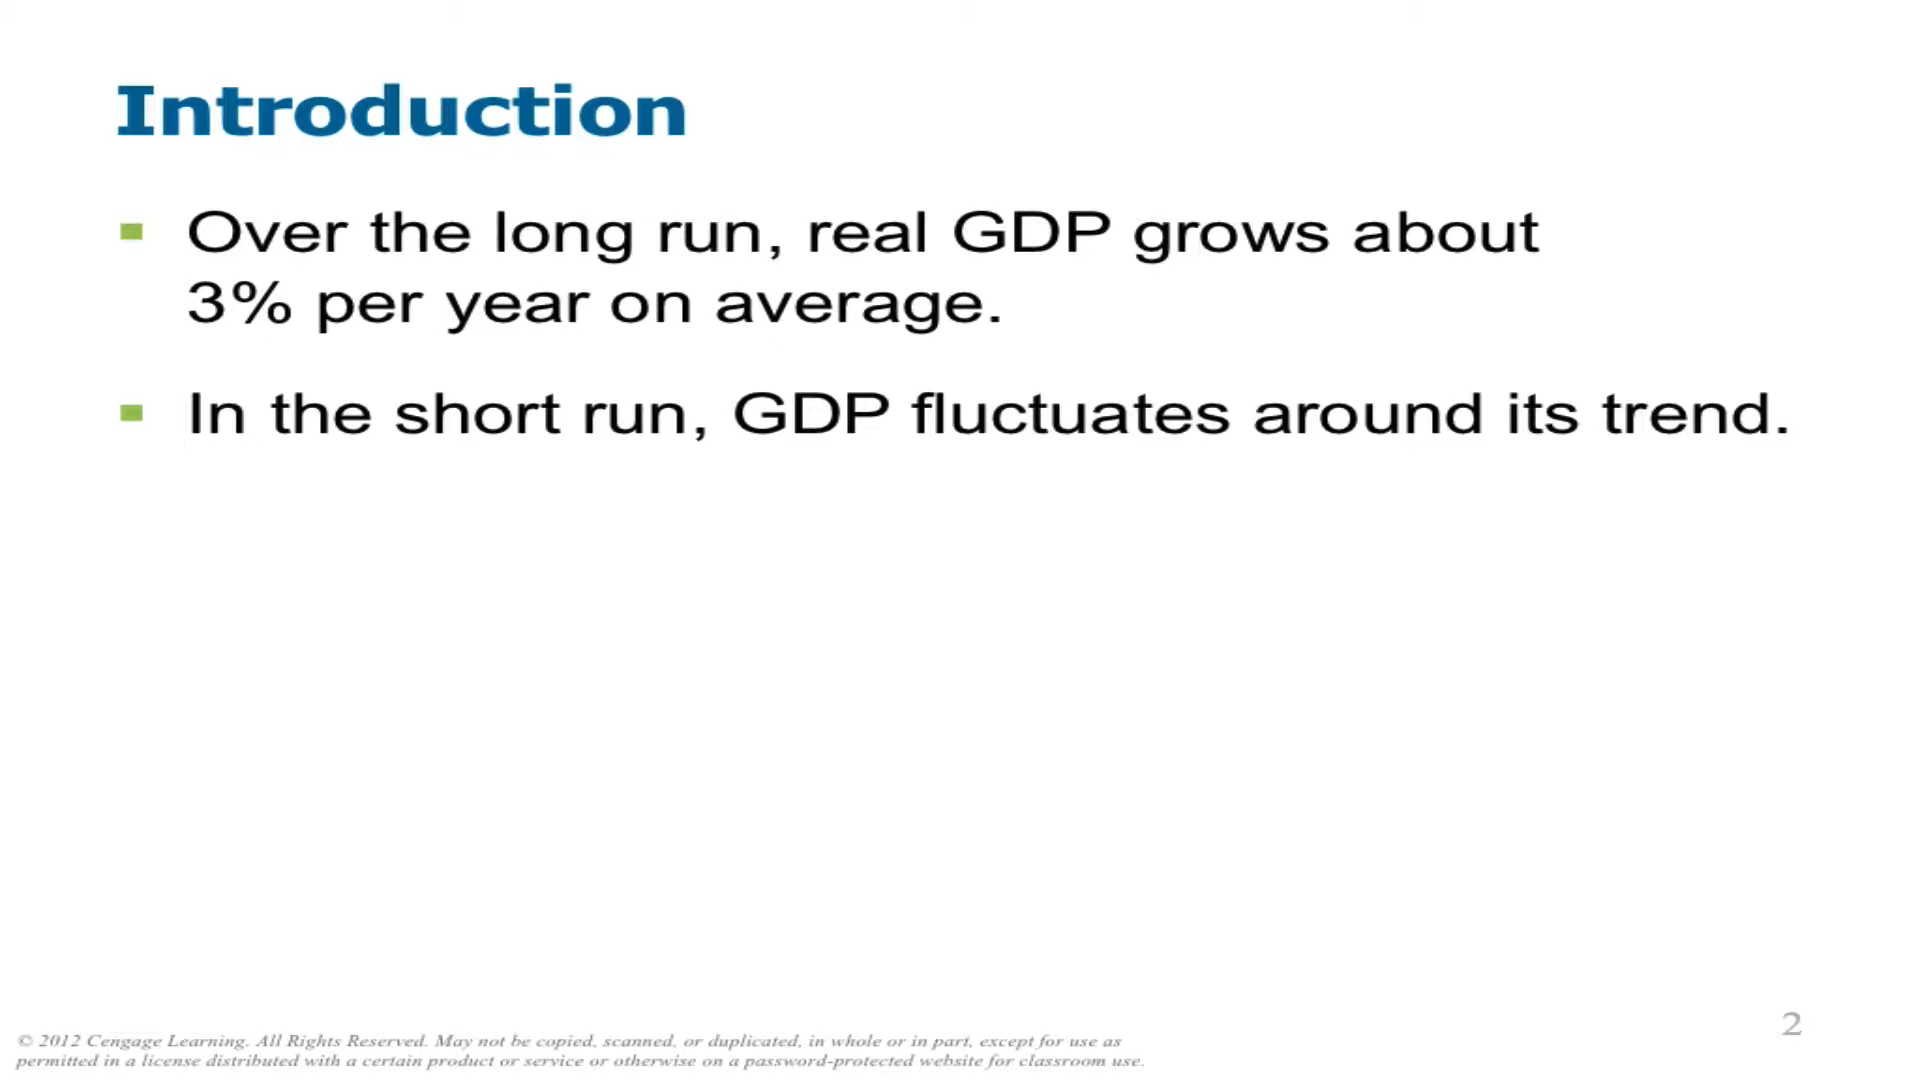 Introduction
Over the long run, real GDP grows about
3% per year on average.
In the short run, GDP fluctuates around its trend.
2
© 2012 Cengage Learning. All Rights Reserved. May not be copied, scanned, or duplicated, in whole or in part, except for use as
permitted in a license distributed with a certain product or service or otherwise on a password-protected website for classroom use.